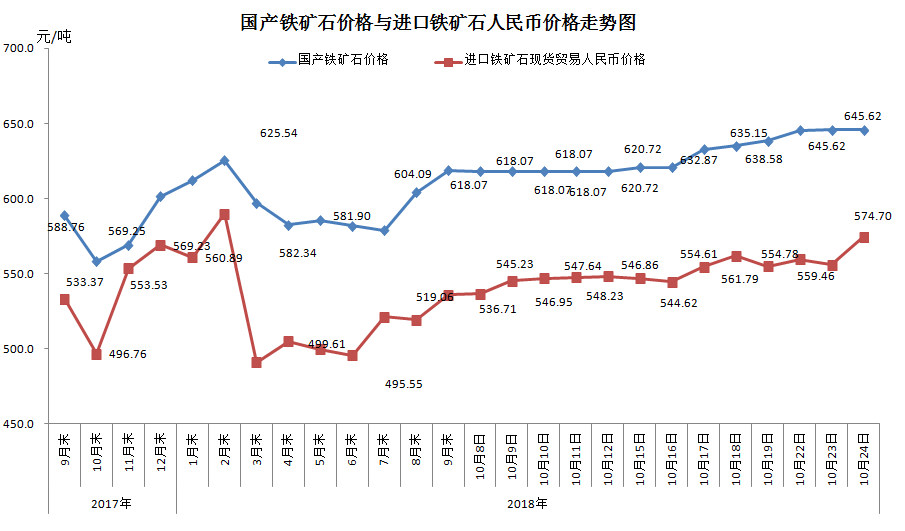 国产铁矿石价格与进口铁矿石人民币价格走势图
元/吨
国产铁矿石价格 进口铁矿石现货贸易人民币价格
700.0
650.0
600.0
550.0
500.0
450.0
588.76
569.25
625.54
582.34
581.90
604.09
618.07
618.07
618.07
618.07
618.07
620.72
620.72
632.87
635.15
638.58
645.62
645.62
533.37
496.76
553.53
569.23
560.89
499.61
495.55
519.06
536.71
545.23
546.95
547.64
548.23
546.86
544.62
554.61
561.79
554.78
559.46
574.70
9月末
10月末
11月末
12月末
1月末
2月末
3月末
4月末
5月末
6月末
7月末
8月末
9月末
10月8日
10月9日
10月10日
10月11日
10月12日
10月15日
10月16日
10月17日
10月18日
10月19日
10月22日
10月23日
10月24日
2017年 2018年